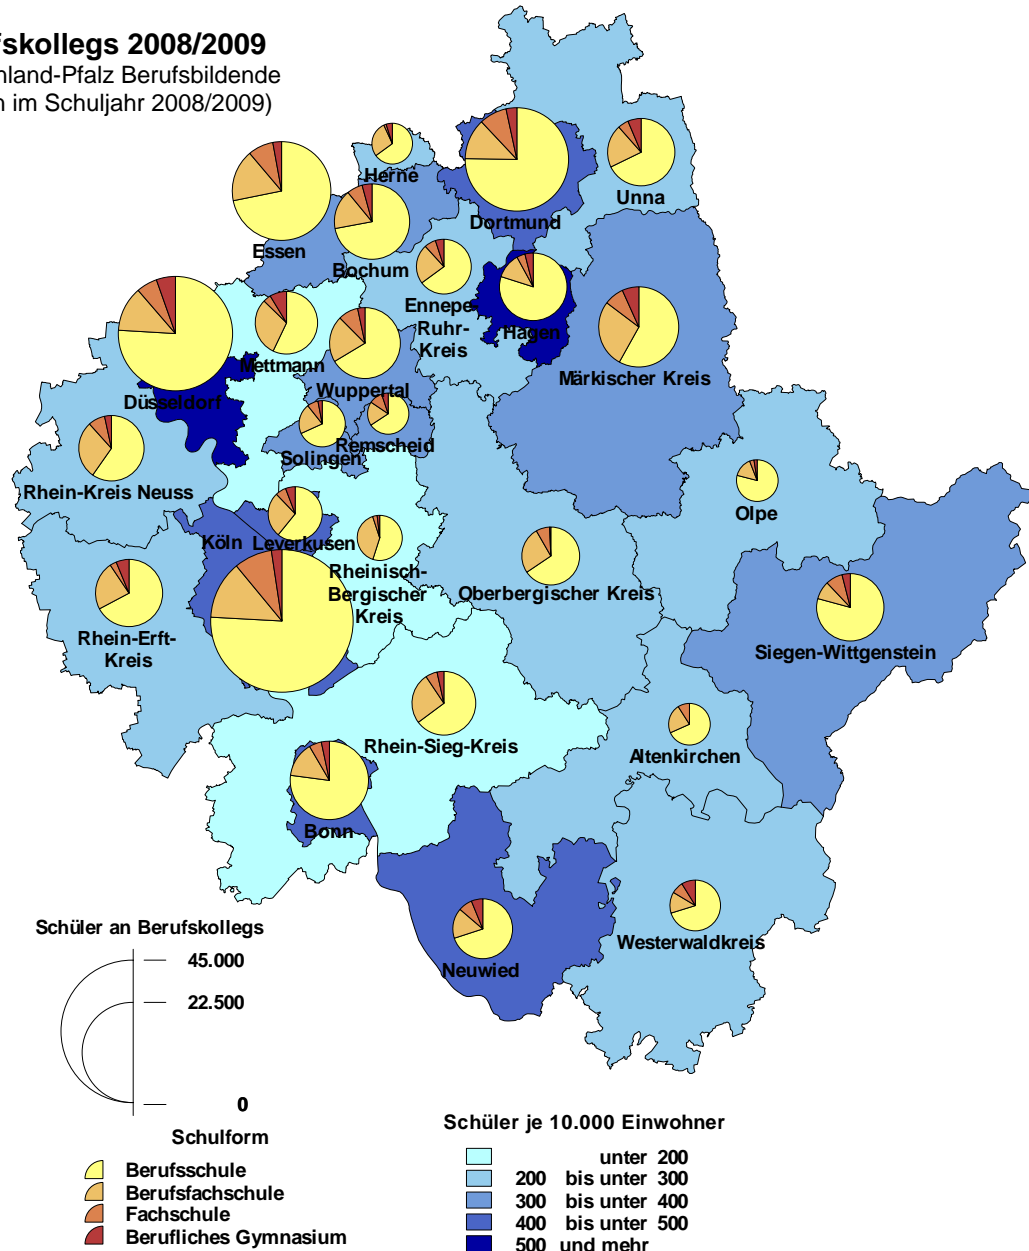 fskollegs 2008/2009
nland-Pfalz Berufsbildende
n im Schuljahr 2008/2009)
Herne
Unna
Dortmund
Essen
Bochum
Ennepe-
Ruhr-
Kreis
Hagen
Mettmann
Märkischer Kreis
Wuppertal
Düsseldorf
Remscheid
Solingen
Rhein-Kreis Neuss
Olpe
Köln
Leverkusen
Rheinisch-
Bergischer
Kreis
Oberbergischer Kreis
Rhein-Erft-
Kreis
Siegen-Wittgenstein
Rhein-Sieg-Kreis
Altenkirchen
Bonn
Westerwaldkreis
Neuwied
Schüler an Berufskollegs
45.000
22.500
0
Schulform
Berufsschule
Berufsfachschule
Fachschule
Berufliches Gymnasium
Schüler je 10.000 Einwohner
unter 200
200 bis unter 300
300 bis unter 400
400 bis unter 500
500 und mehr